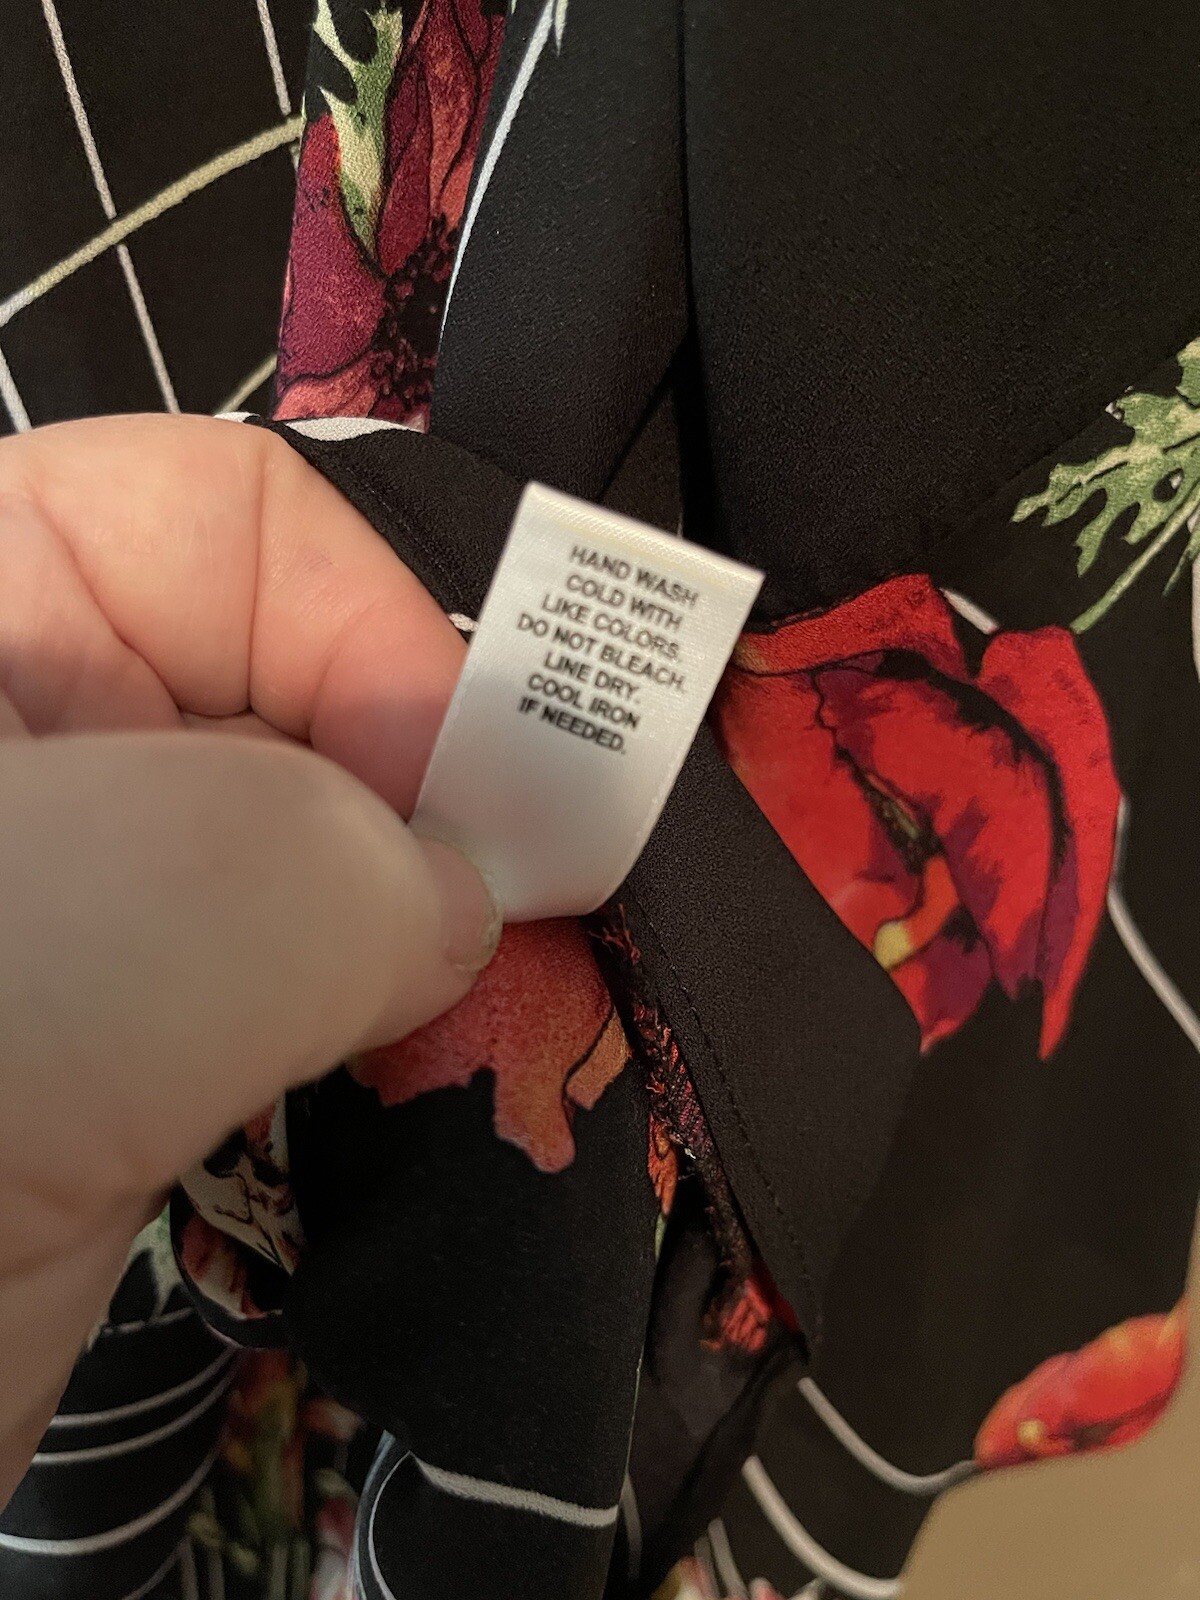 HAND WASH
COLD WITH
LIKE COLORS.
DO NOT BLEACH.
LINE DRY.
COOL IRON
IF NEEDED.